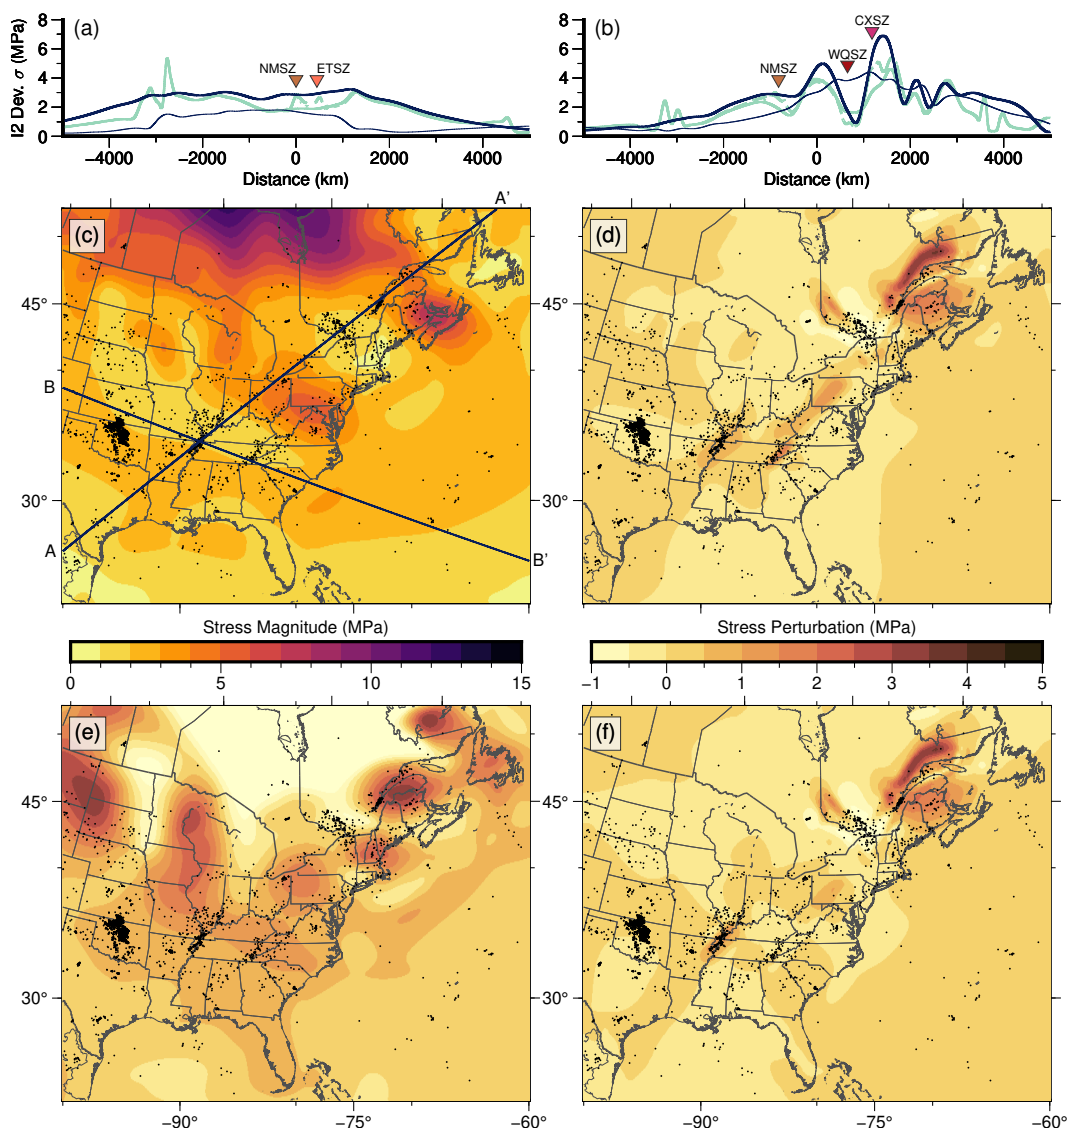 8
6
4
2
0
I2 Dev. σ (MPa)
(a)
NMSZ
ETSZ
−4000
−2000
0
2000
4000
Distance (km)
8
6
4
2
0
(b)
NMSZ
WQSZ
CXSZ
−4000
−2000
0
2000
4000
Distance (km)
(c)
A'
B
A
B'
45°
30°
(d)
45°
30°
Stress Magnitude (MPa)
0
5
10
15
Stress Perturbation (MPa)
−1
0
1
2
3
4
5
(e)
45°
30°
−90°
−75°
−60°
(f)
45°
30°
−90°
−75°
−60°